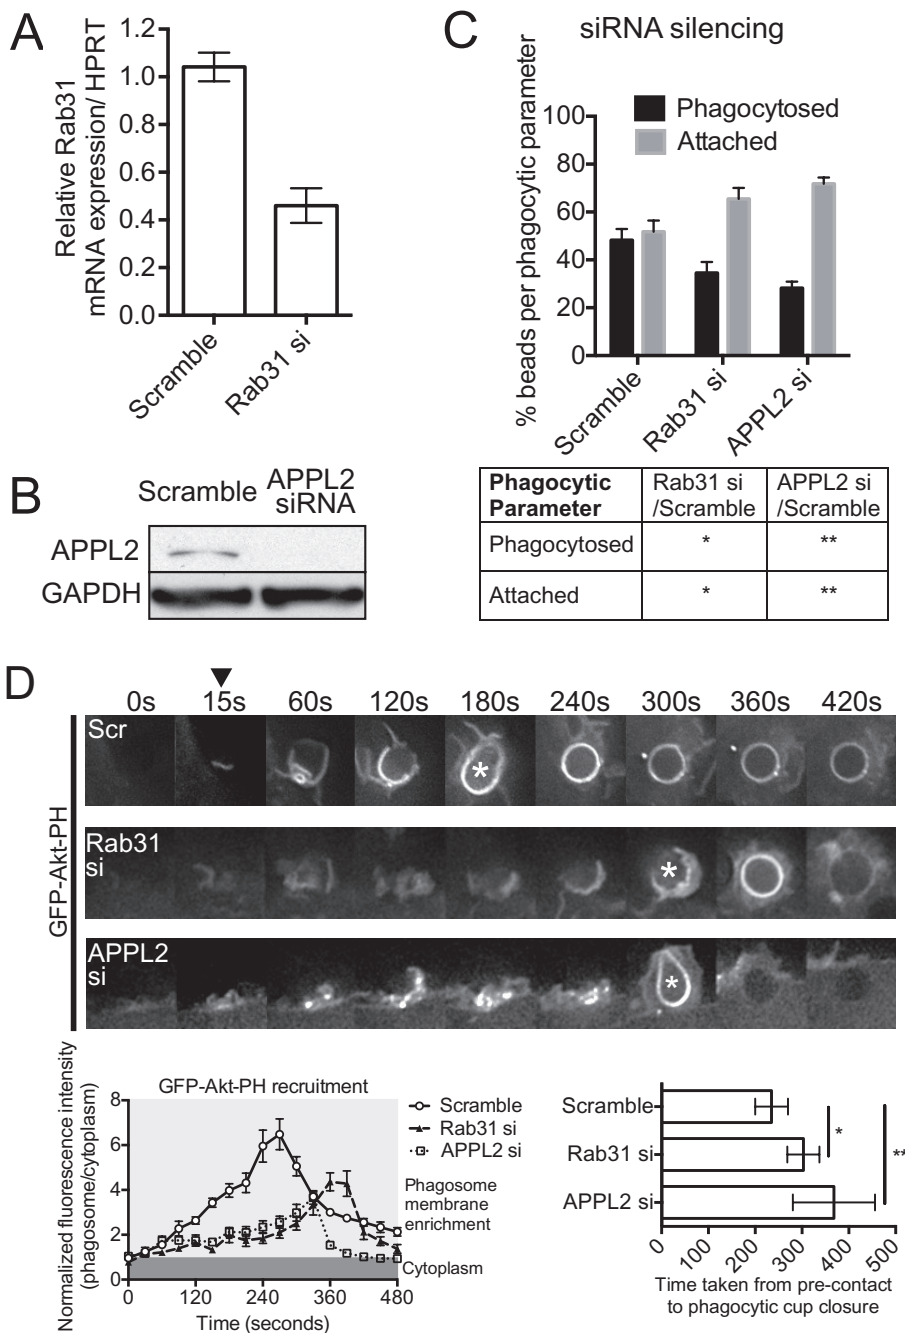 A
Relative Rab31
mRNA expression/ HPRT
1.2
1.0
0.8
0.6
0.4
0.2
0.0
Scramble
Rab31 si
B
Scramble
APPL2
siRNA
APPL2
GAPDH
C
siRNA silencing
% beads per phagocytic parameter
100
80
60
40
20
0
Phagocytosed
Attached
Scramble
Rab31 si
APPL2 si
Phagocytic
Parameter
Rab31 si
/Scramble
APPL2 si
/Scramble
Phagocytosed
*
**
Attached
*
**
D
0s 15s 60s 120s 180s 240s 300s 360s 420s
GFP-Akt-PH
Scr
*
Rab31
si
*
APPL2
si
*
Normalized fluorescence intensity
(phagosome/cytoplasm)
GFP-Akt-PH recruitment
8
6
4
2
0
0 120 240 360 480
Time (seconds)
Scramble
Rab31 si
APPL2 si
Phagosome
membrane
enrichment
Cytoplasm
Scramble
Rab31 si
APPL2 si
*
**
0 100 200 300 400 500
Time taken from pre-contact
to phagocytic cup closure